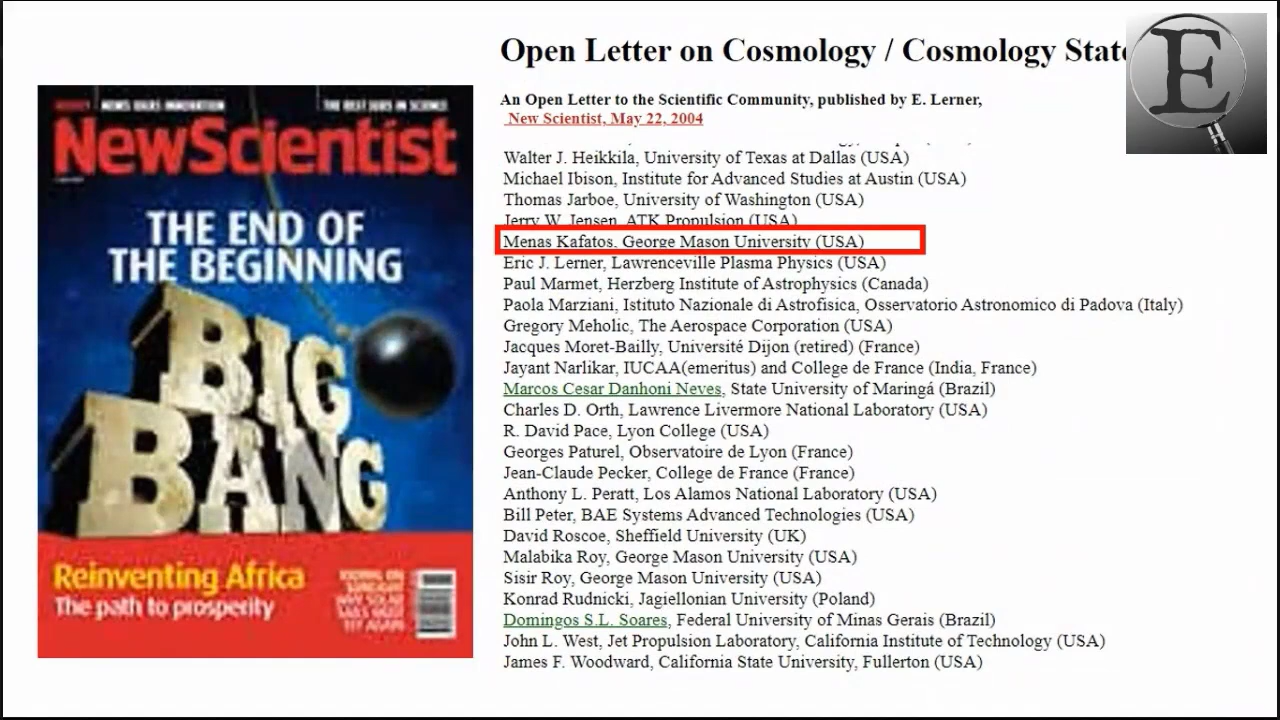 Open Letter on Cosmology / Cosmology State
An Open Letter to the Scientific Community, published by E. Lerner,
New Scientist, May 22, 2004
Walter J. Heikkila, University of Texas at Dallas (USA)
Michael Ibison, Institute for Advanced Studies at Austin (USA)
Thomas Jarboe, University of Washington (USA)
Jerry W. Jensen, ATK Propulsion (USA)
Menas Kafatos, George Mason University (USA)
Eric J. Lerner, Lawrenceville Plasma Physics (USA)
Paul Marmet, Herzberg Institute of Astrophysics (Canada)
Paola Marziani, Istituto Nazionale di Astrofisica, Osservatorio Astronomico di Padova (Italy)
Gregory Meholic, The Aerospace Corporation (USA)
Jacques Moret-Bailly, Université Dijon (retired) (France)
Jayant Narlikar, IUCAA(emeritus) and College de France (India, France)
Marcos Cesar Danhoni Neves, State University of Maringá (Brazil)
Charles D. Orth, Lawrence Livermore National Laboratory (USA)
R. David Pace, Lyon College (USA)
Georges Paturel, Observatoire de Lyon (France)
Jean-Claude Pecker, College de France (France)
Anthony L. Peratt, Los Alamos National Laboratory (USA)
Bill Peter, BAE Systems Advanced Technologies (USA)
David Roscoe, Sheffield University (UK)
Malabika Roy, George Mason University (USA)
Sisir Roy, George Mason University (USA)
Konrad Rudnicki, Jagiellonian University (Poland)
Domingos S.L. Soares, Federal University of Minas Gerais (Brazil)
John L. West, Jet Propulsion Laboratory, California Institute of Technology (USA)
James F. Woodward, California State University, Fullerton (USA)
THE BEST JOBS IN SCIENCE
NewScientist
THE END OF
THE BEGINNING
BIG
BANG
Reinventing Africa
The path to prosperity
E